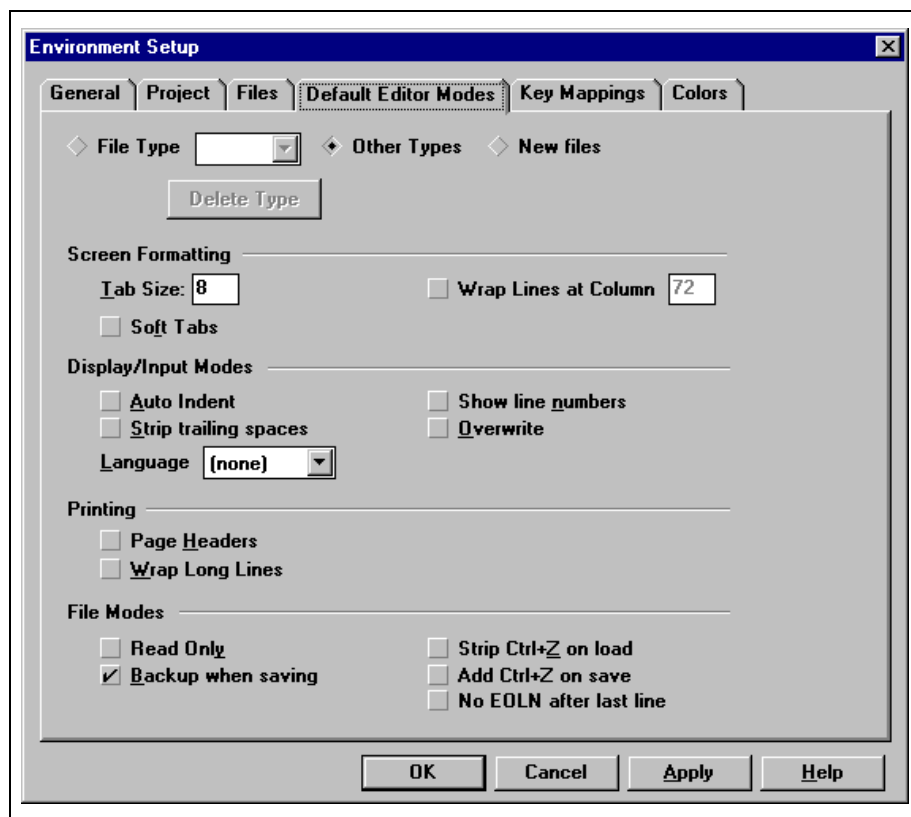 Environment Setup
General Project Files Default Editor Modes Key Mappings Colors
File Type Other Types New files
Delete Type
Screen Formatting
Tab Size: 8 Wrap Lines at Column 72
Soft Tabs
Display/Input Modes
Auto Indent Show line numbers
Strip trailing spaces Overwrite
Language (none)
Printing
Page Headers
Wrap Long Lines
File Modes
Read Only Strip Ctrl+Z on load
Backup when saving Add Ctrl+Z on save
No EOLN after last line
OK Cancel Apply Help